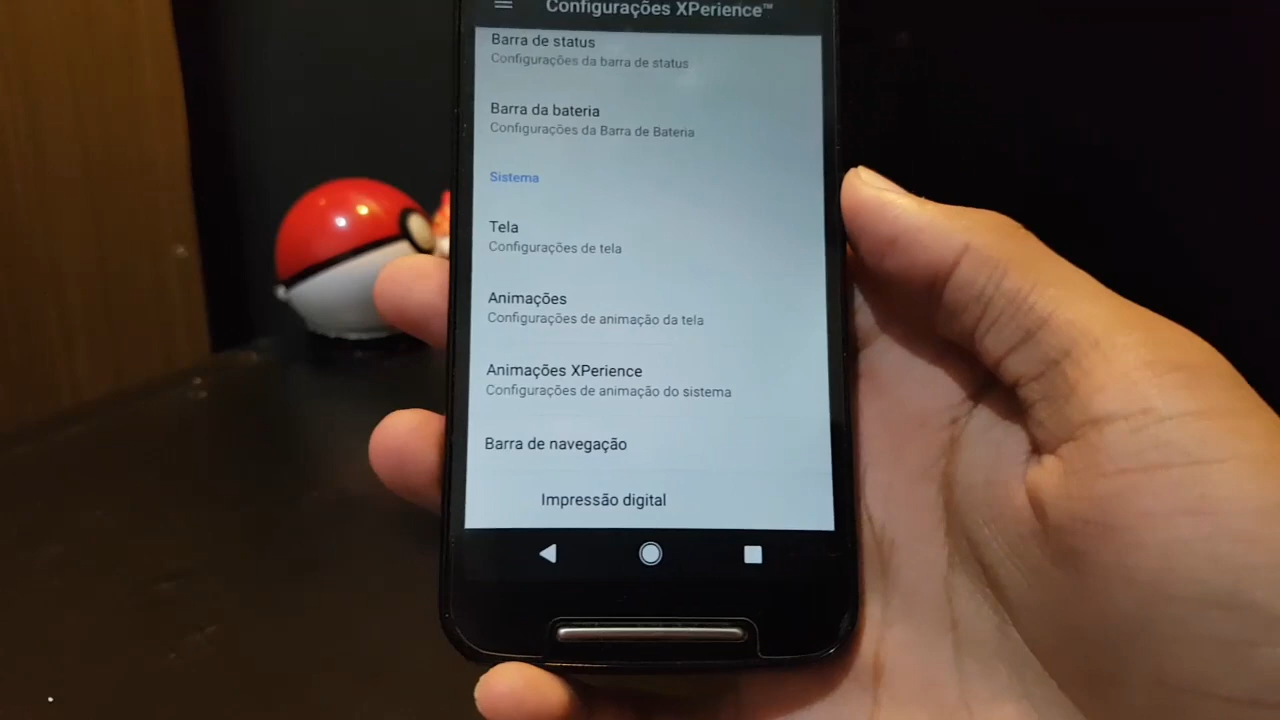 Configurações XPerience™
Barra de status
Configurações da barra de status
Barra da bateria
Configurações da Barra de Bateria
Sistema
Tela
Configurações de tela
Animações
Configurações de animação da tela
Animações XPerience
Configurações de animação do sistema
Barra de navegação
Impressão digital